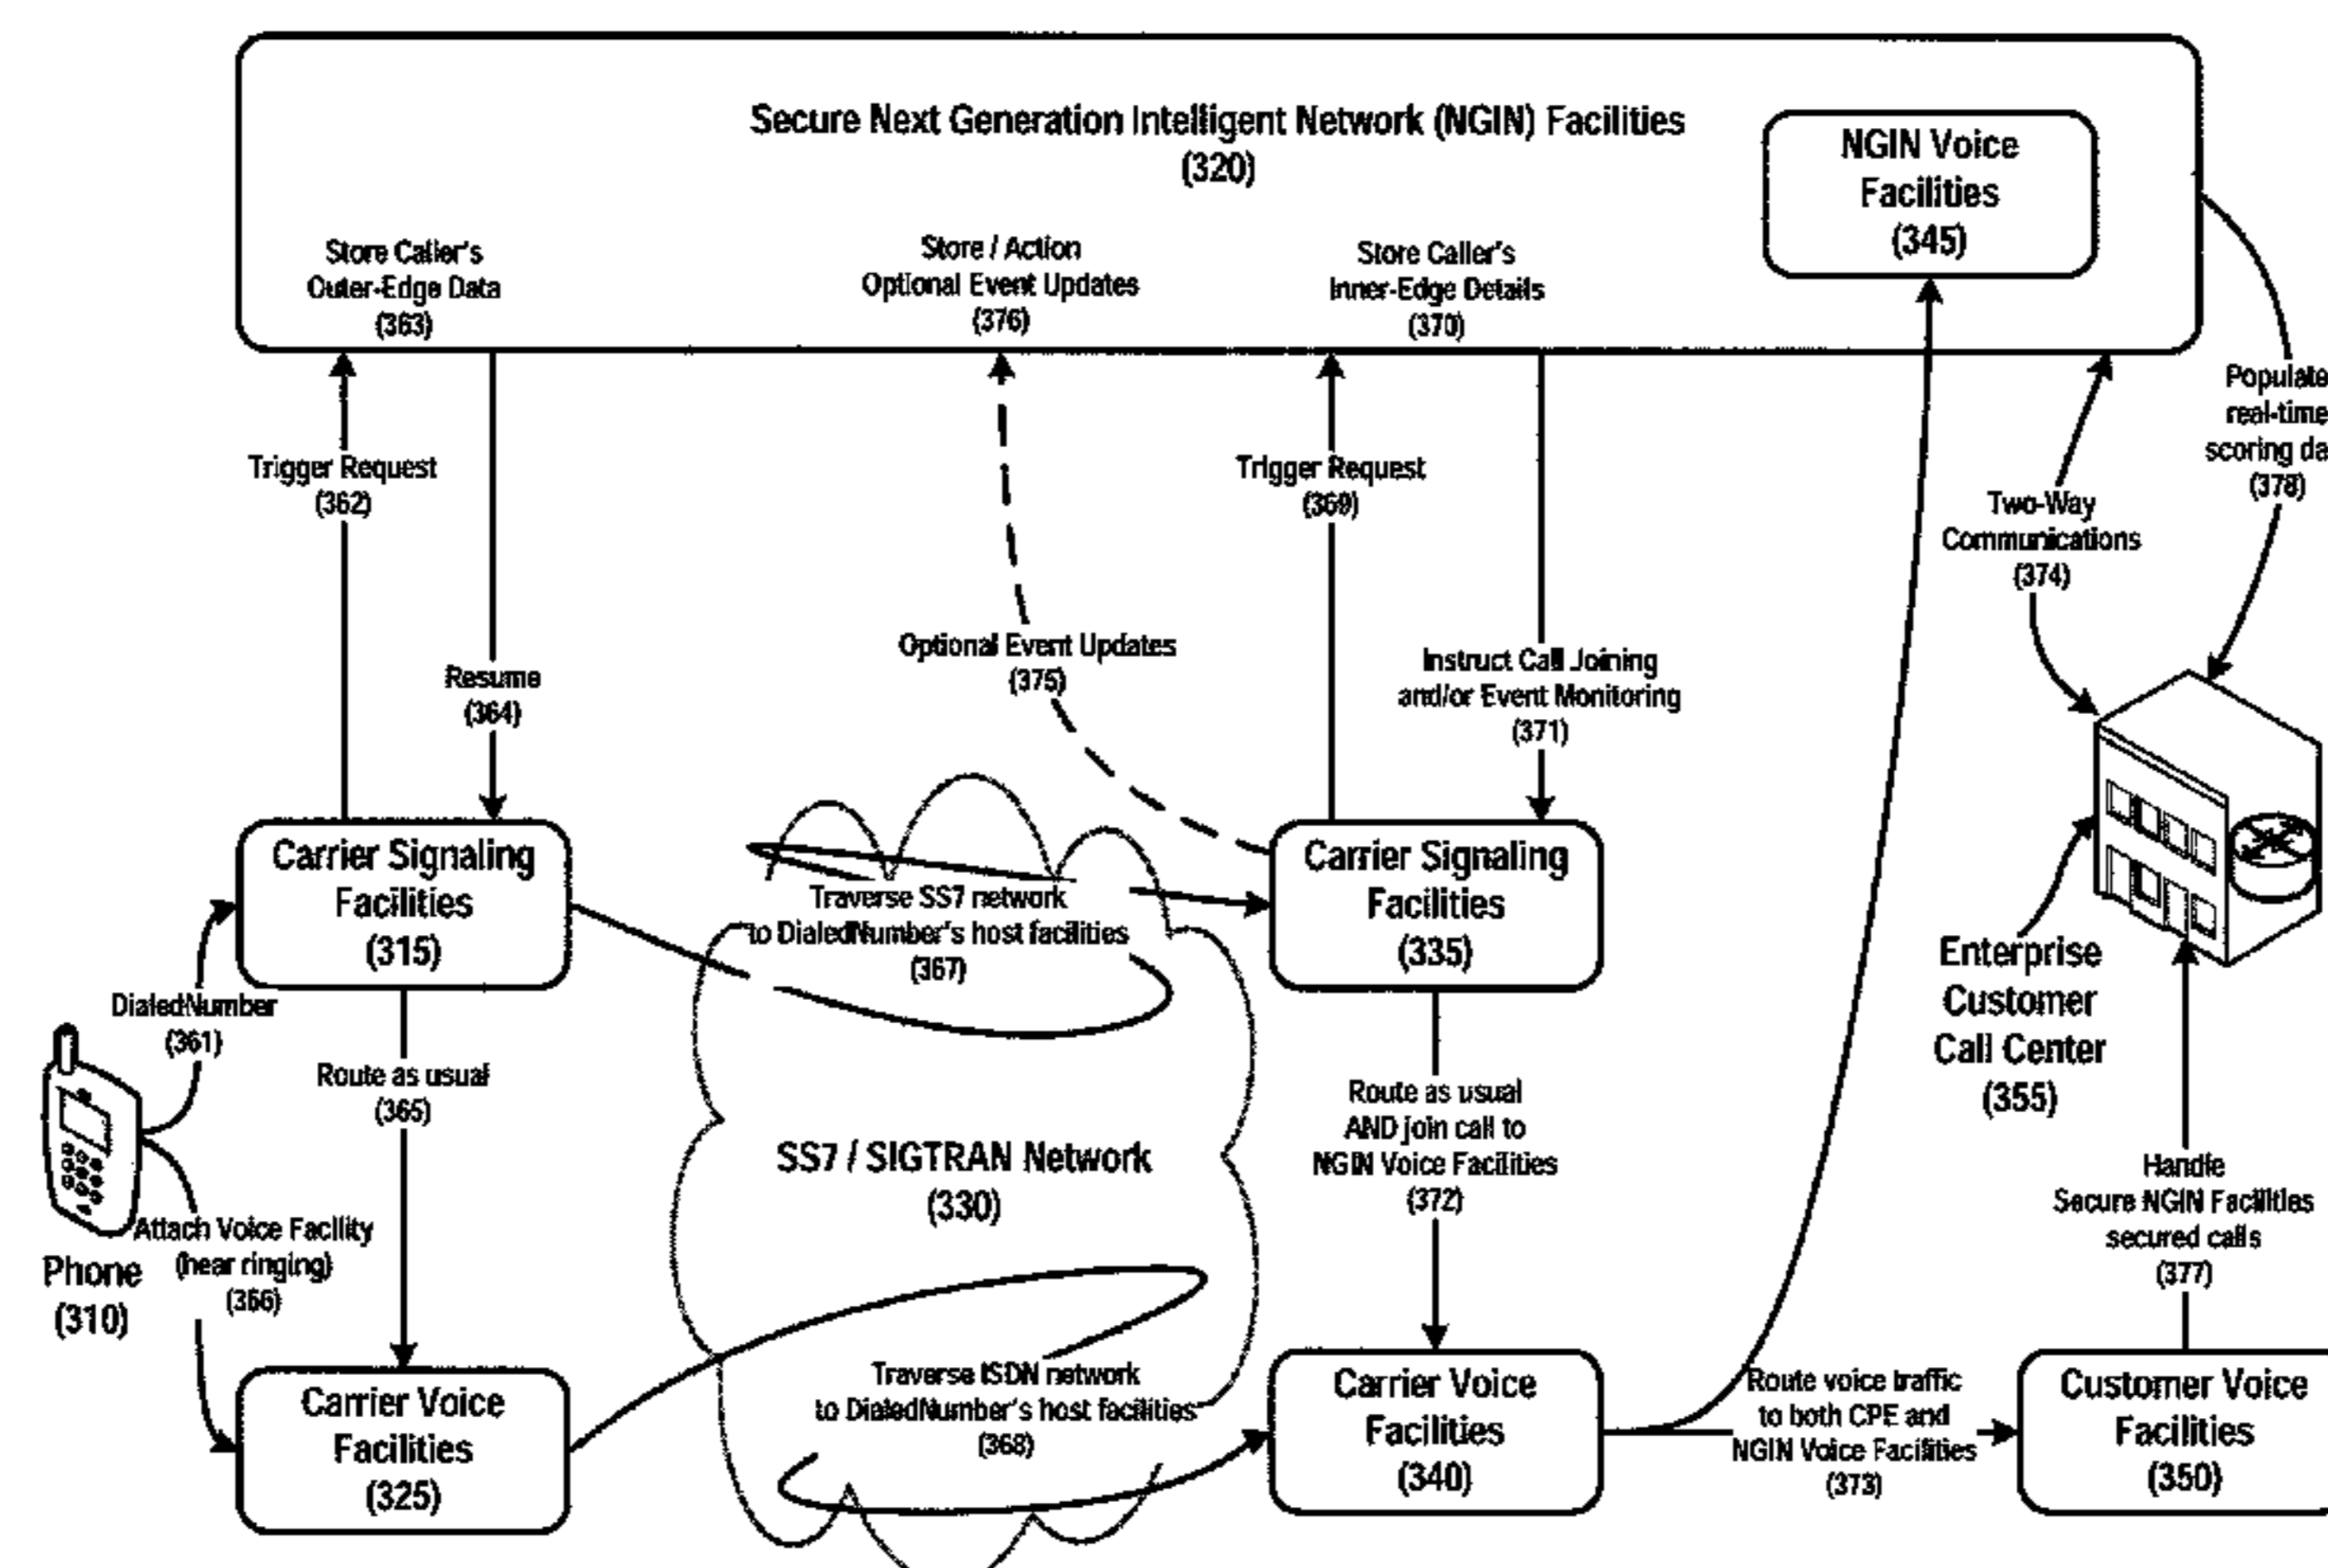 Secure Next Generation Intelligent Network (NGIN) Facilities
(320)
NGIN Voice
Facilities
(345)
Store Caller's
Outer-Edge Data
(363)
Store / Action
Optional Event Updates
(376)
Store Caller's
Inner-Edge Details
(370)
Populate
real-time
scoring da
(378)
Trigger Request
(362)
Trigger Request
(369)
Two-Way
Communications
(374)
Resume
(364)
Optional Event Updates
(375)
Instruct Call Joining
and/or Event Monitoring
(371)
Carrier Signaling
Facilities
(315)
Traverse SS7 network
to DialedNumber's host facilities
(367)
Carrier Signaling
Facilities
(335)
Enterprise
Customer
Call Center
(355)
DialedNumber
(361)
Route as usual
(365)
Route as usual
AND join call to
NGIN Voice Facilities
(372)
SS7 / SIGTRAN Network
(330)
Handle
Secure NGIN Facilities
secured calls
(377)
Attach Voice Facility
(hear ringing)
(366)
Phone
(310)
Carrier Voice
Facilities
(325)
Traverse ISDN network
to DialedNumber's host facilities
(368)
Carrier Voice
Facilities
(340)
Route voice traffic
to both CPE and
NGIN Voice Facilities
(373)
Customer Voice
Facilities
(350)